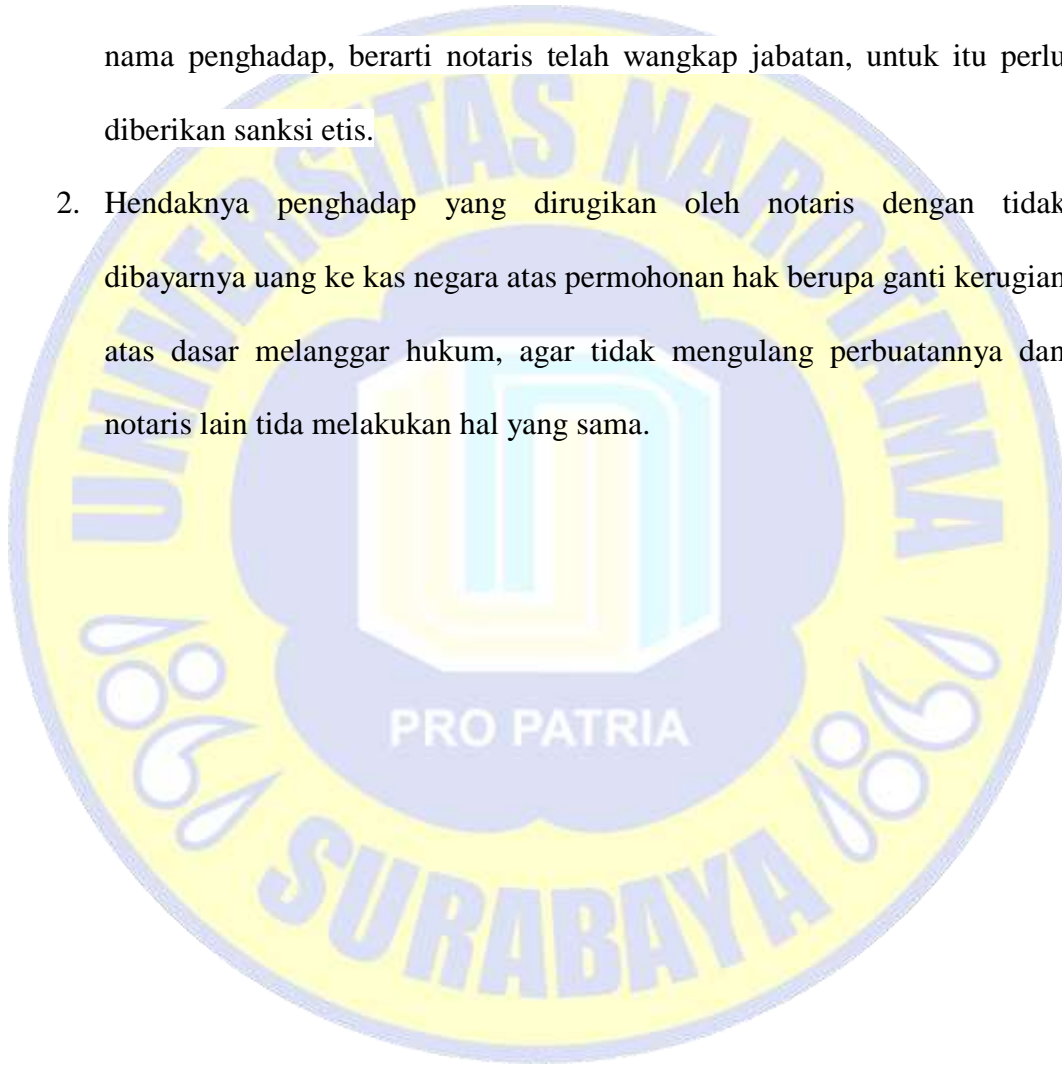 nama penghadap, berarti notaris telah wangkap jabatan, untuk itu perlu
diberikan sanksi etis.
2. Hendaknya penghadap yang dirugikan oleh notaris dengan tidak
dibayarnya uang ke kas negara atas permohonan hak berupa ganti kerugian
atas dasar melanggar hukum, agar tidak mengulang perbuatannya dan
notaris lain tida melakukan hal yang sama.
UNIVERSITAS NAROTAMA
PRO PATRIA
SURABAYA